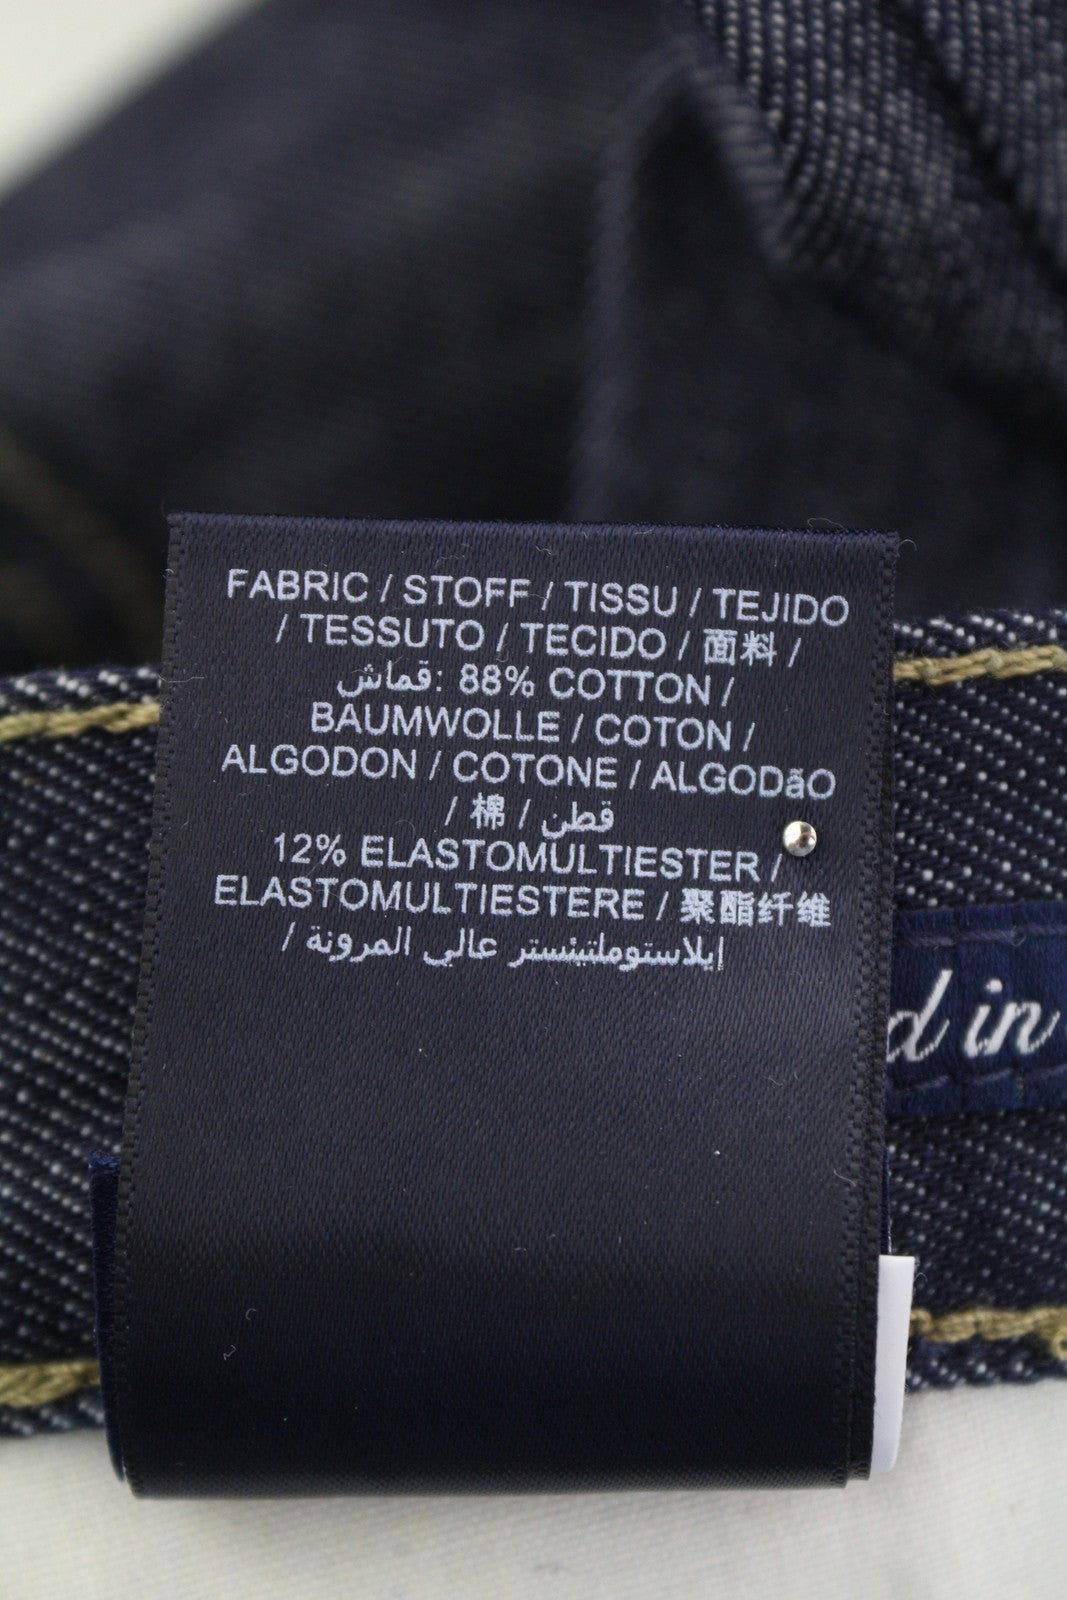 FABRIC / STOFF / TISSU / TEJIDO
/ TESSUTO / TECIDO / 面料 /
قماش: 88% COTTON /
BAUMWOLLE / COTON /
ALGODON / COTONE / ALGODãO
/ 棉 / قطن
12% ELASTOMULTIESTER /
ELASTOMULTIESTERE / 聚酯纤维
/ إيلاستوملتيئستر عالي المرونة
d in